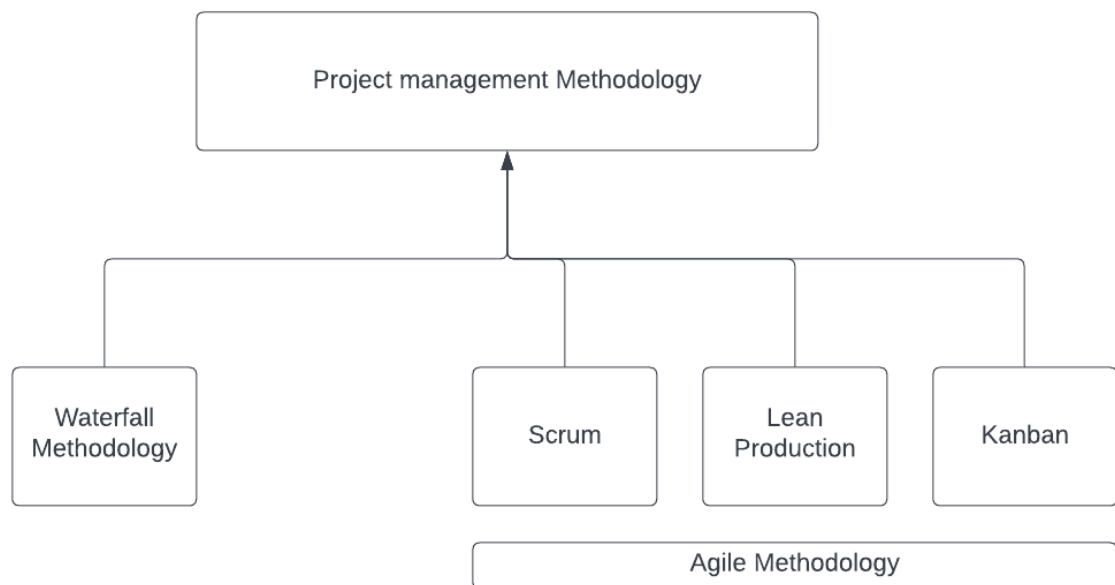 Project management Methodology
Waterfall
Methodology
Scrum
Lean
Production
Kanban
Agile Methodology